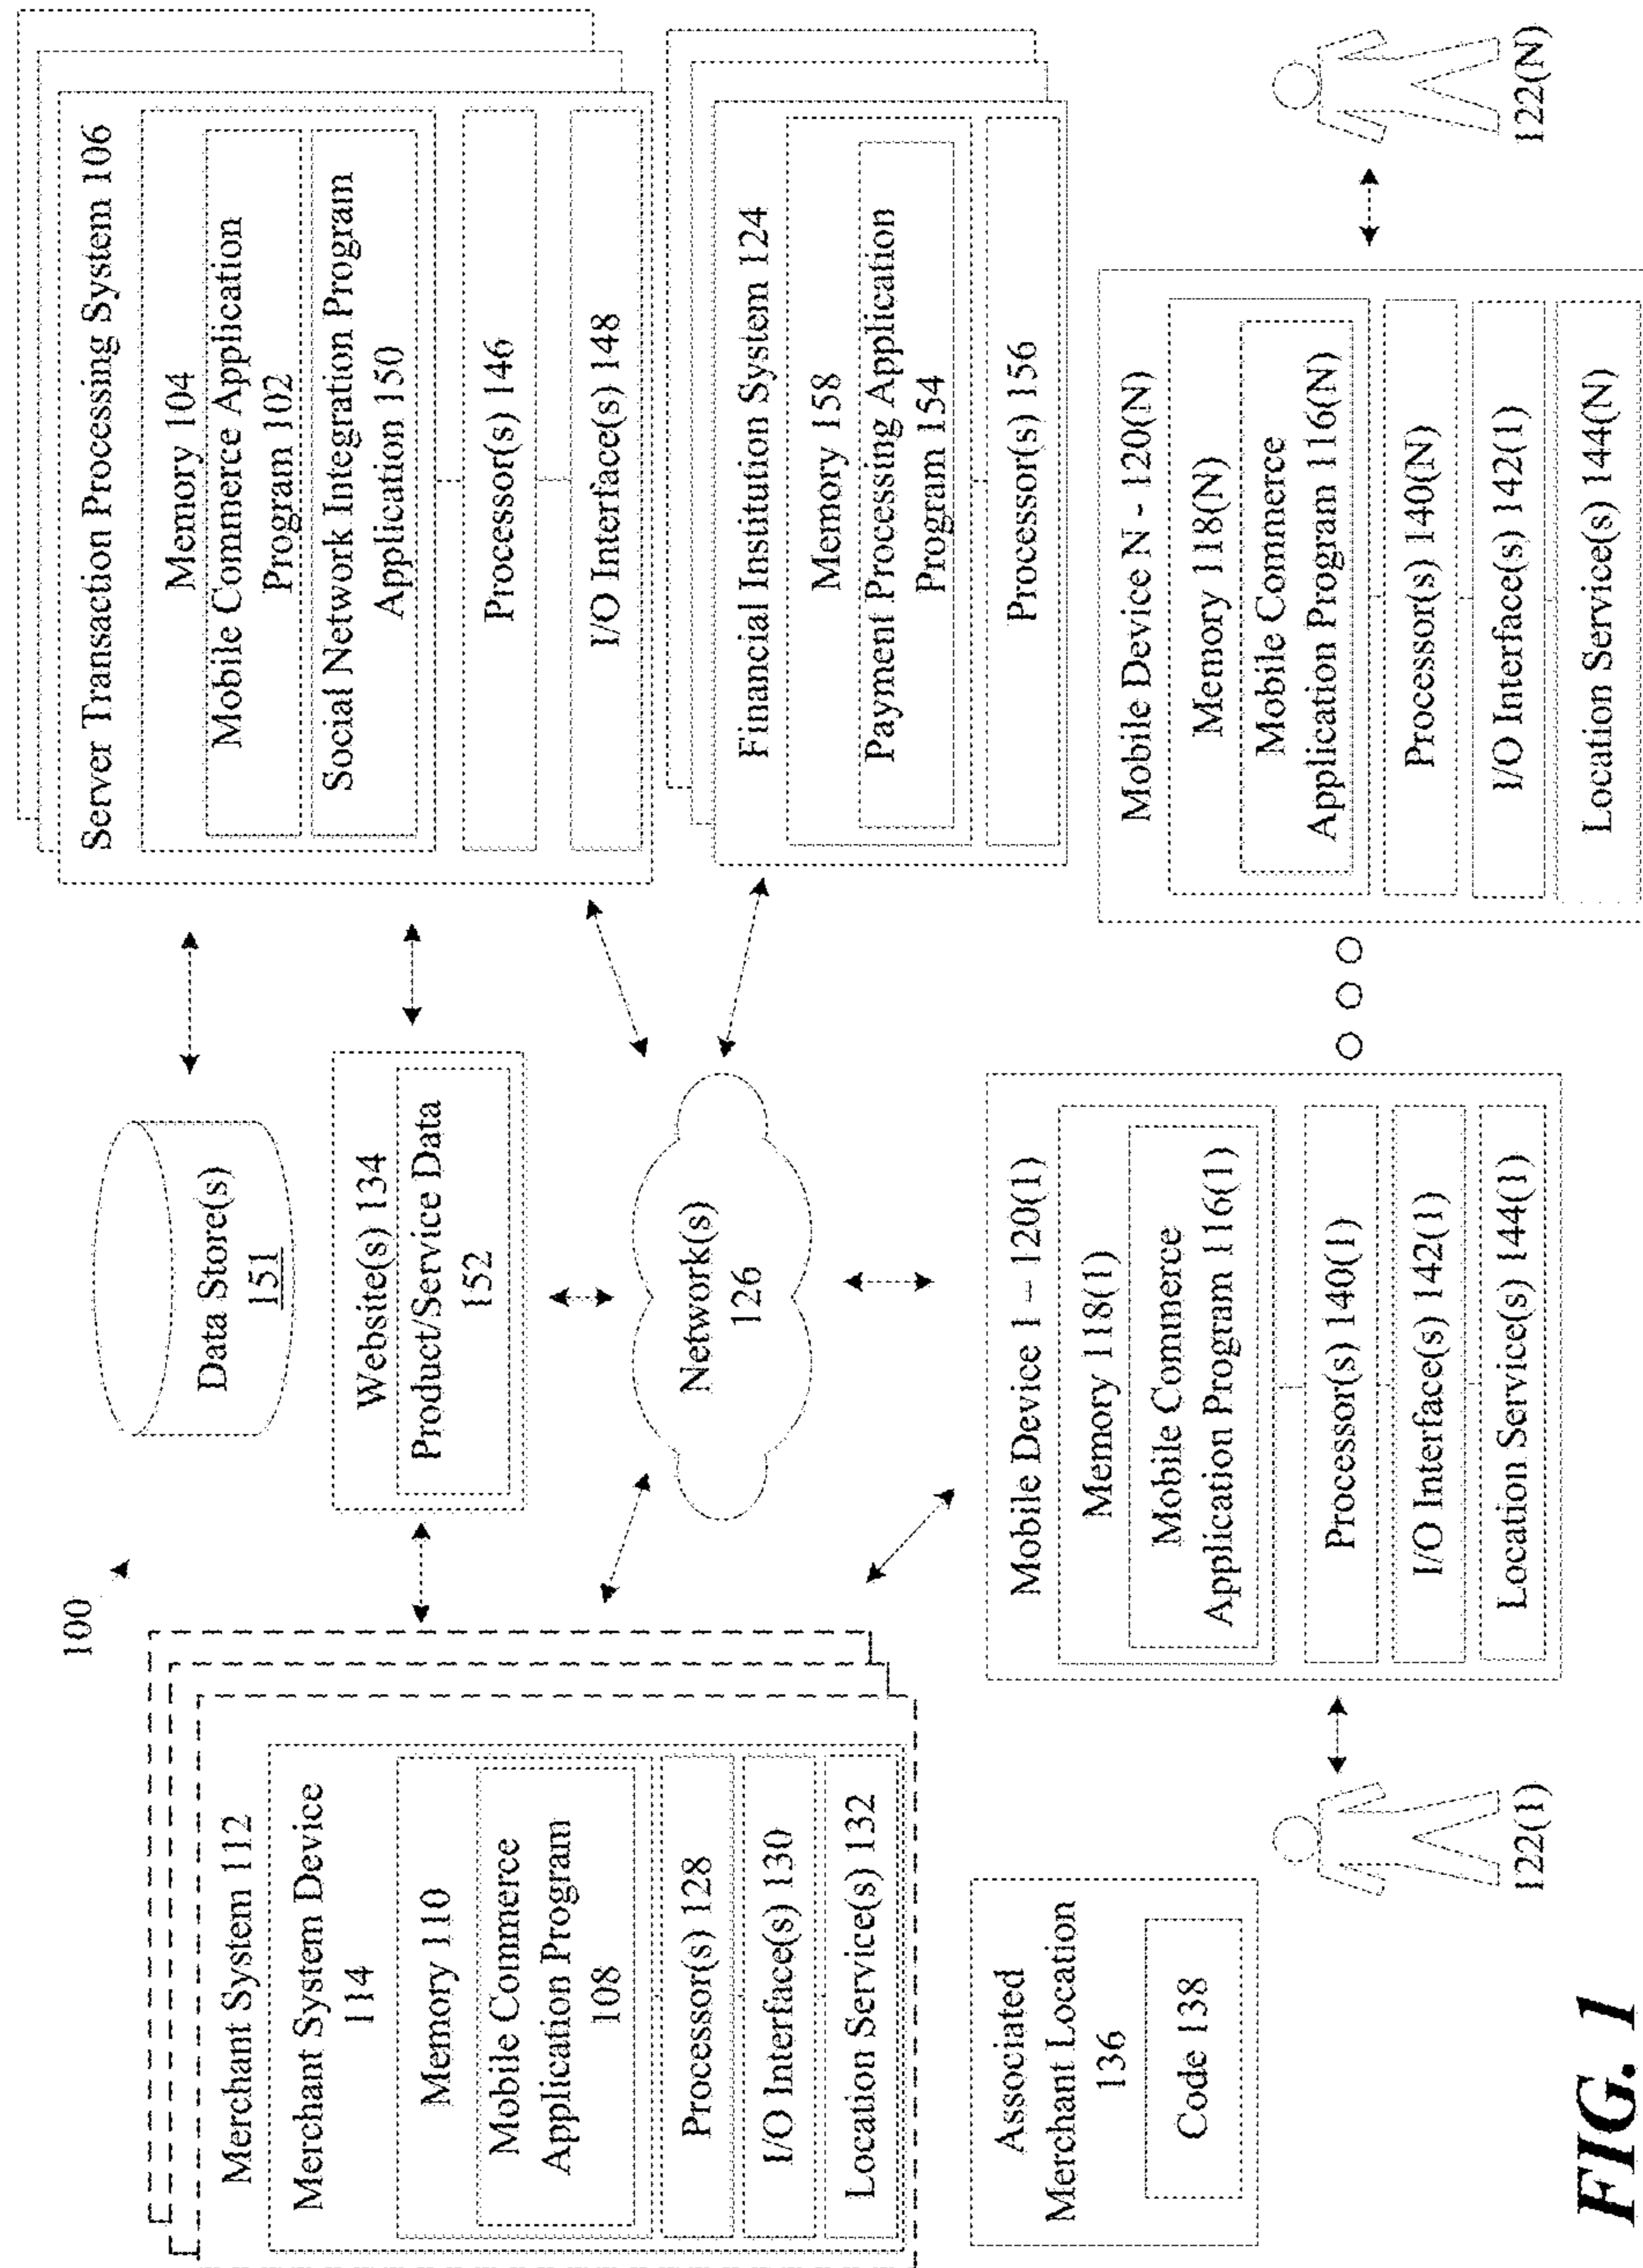 100
Merchant System 112
Merchant System Device
114
Memory 110
Mobile Commerce
Application Program
108
Processor(s) 128
I/O Interface(s) 130
Location Service(s) 132
Data Store(s)
151
Website(s) 134
Product/Service Data
152
Network(s)
126
Server Transaction Processing System 106
Memory 104
Mobile Commerce Application
Program 102
Social Network Integration Program
Application 150
Processor(s) 146
I/O Interface(s) 148
Financial Institution System 124
Memory 158
Payment Processing Application
Program 154
Processor(s) 156
Associated
Merchant Location
136
Code 138
122(1)
Mobile Device 1 – 120(1)
Memory 118(1)
Mobile Commerce
Application Program 116(1)
Processor(s) 140(1)
I/O Interface(s) 142(1)
Location Service(s) 144(1)
Mobile Device N - 120(N)
Memory 118(N)
Mobile Commerce
Application Program 116(N)
Processor(s) 140(N)
I/O Interface(s) 142(1)
Location Service(s) 144(N)
122(N)
FIG. 1